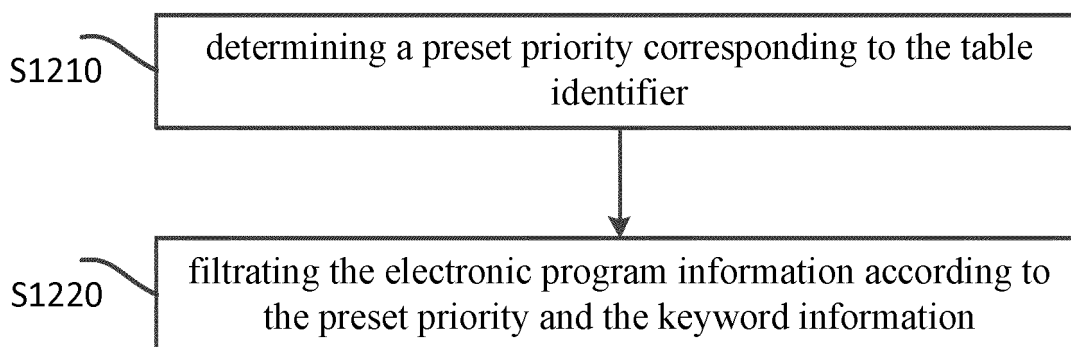 S1210
determining a preset priority corresponding to the table
identifier
S1220
filtrating the electronic program information according to
the preset priority and the keyword information